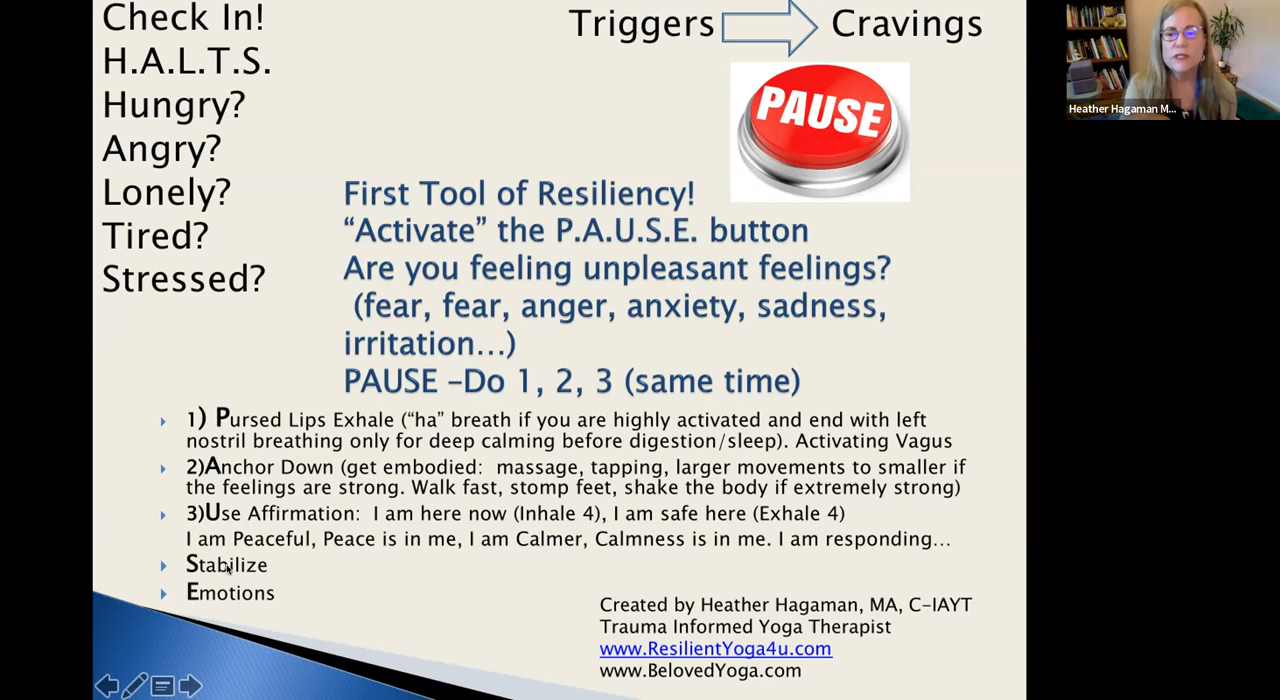 Check In!
H.A.L.T.S.
Hungry?
Angry?
Lonely?
Tired?
Stressed?
Triggers
Cravings
PAUSE
First Tool of Resiliency!
“Activate” the P.A.U.S.E. button
Are you feeling unpleasant feelings?
(fear, fear, anger, anxiety, sadness,
irritation...)
PAUSE –Do 1, 2, 3 (same time)
1) Pursed Lips Exhale (“ha” breath if you are highly activated and end with left
nostril breathing only for deep calming before digestion/sleep). Activating Vagus
2)Anchor Down (get embodied: massage, tapping, larger movements to smaller if
the feelings are strong. Walk fast, stomp feet, shake the body if extremely strong)
3)Use Affirmation: I am here now (Inhale 4), I am safe here (Exhale 4)
I am Peaceful, Peace is in me, I am Calmer, Calmness is in me. I am responding...
Stabilize
Emotions
Created by Heather Hagaman, MA, C-IAYT
Trauma Informed Yoga Therapist
www.ResilientYoga4u.com
www.BelovedYoga.com
Heather Hagaman M...